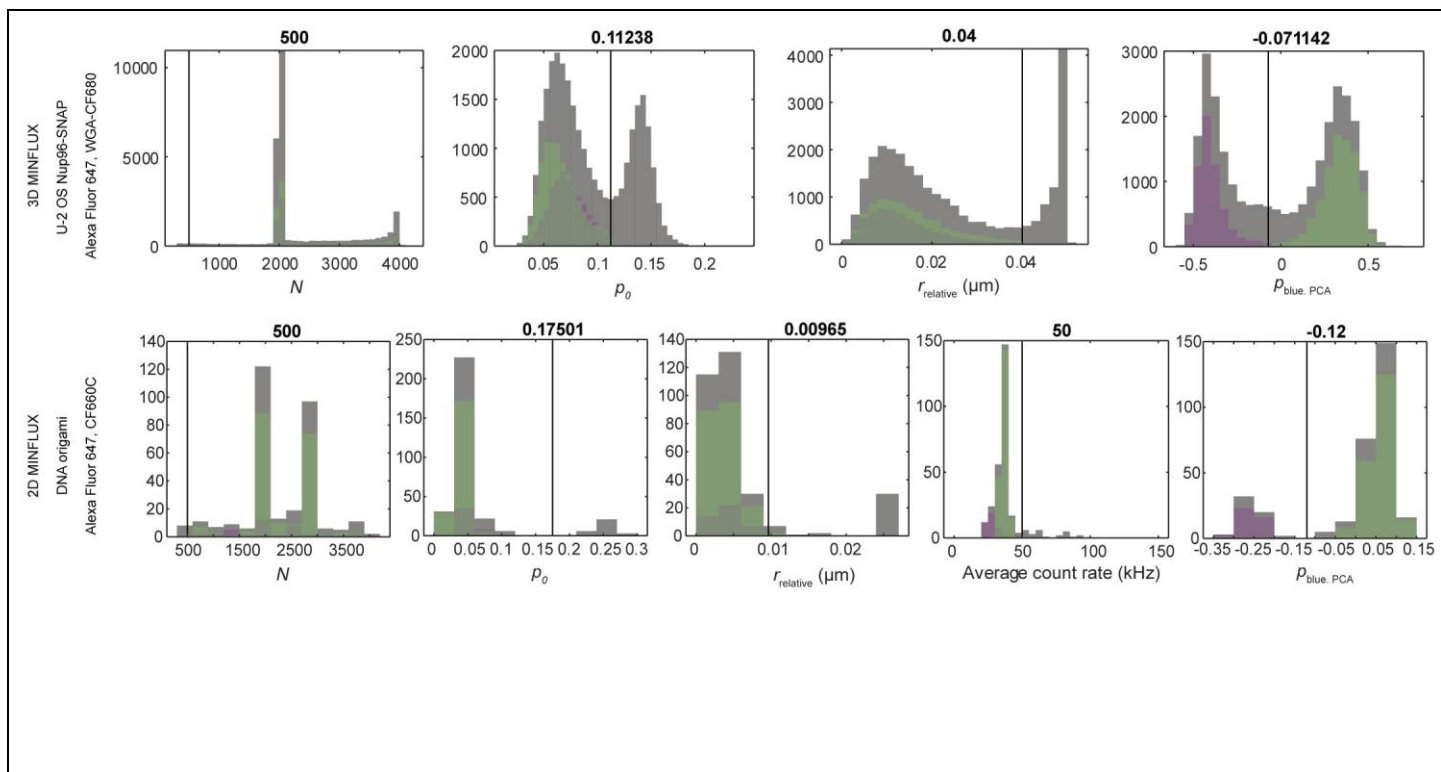 3D MINFLUX
U-2 OS Nup96-SNAP
Alexa Fluor 647, WGA-CF680
500
10000
5000
0
1000 2000 3000 4000
N
0.11238
2000
1500
1000
500
0
0.05 0.1 0.15 0.2
p0
0.04
4000
3000
2000
1000
0
0 0.02 0.04
rrelative (µm)
-0.071142
3000
2000
1000
0
-0.5 0 0.5
pblue. PCA
2D MINFLUX
DNA origami
Alexa Fluor 647, CF660C
500
140
120
100
80
60
40
20
0
500 1500 2500 3500
N
0.17501
250
200
150
100
50
0
0 0.05 0.1 0.15 0.2 0.25 0.3
p0
0.00965
140
120
100
80
60
40
20
0
0 0.01 0.02
rrelative (µm)
50
150
100
50
0
0 50 100 150
Average count rate (kHz)
-0.12
150
100
50
0
-0.35 -0.25 -0.15 -0.05 0.05 0.15
pblue. PCA